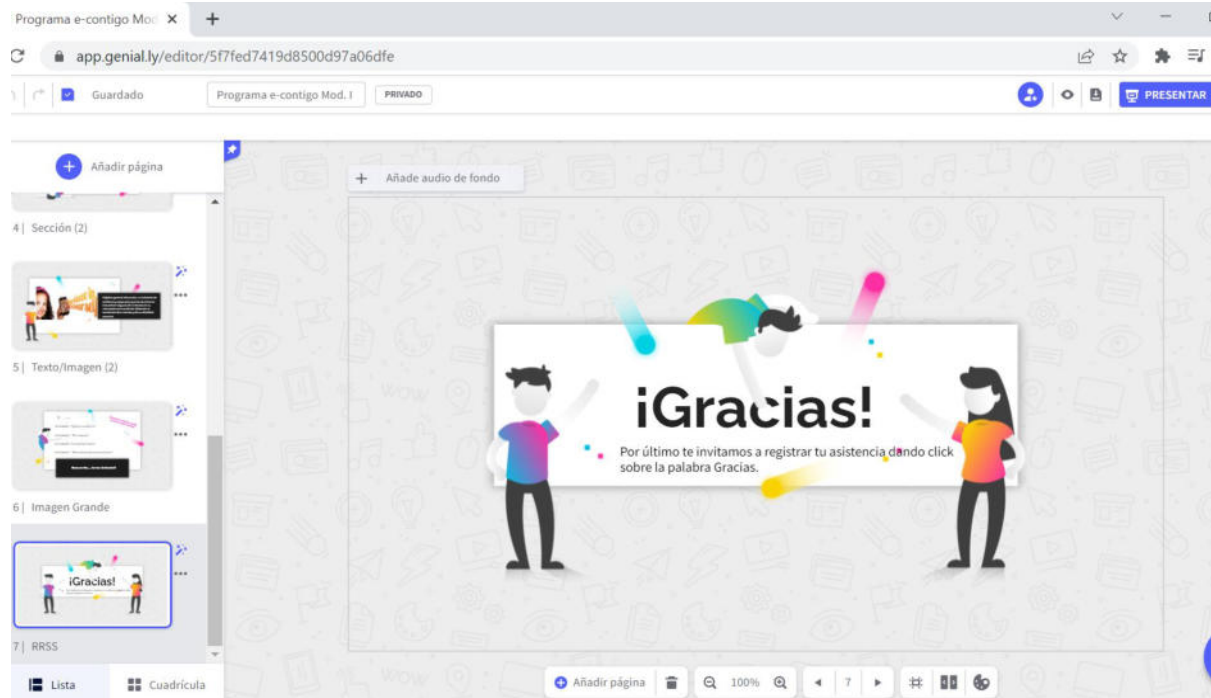 Programa e-contigo Mod
app.genial.ly/editor/5f7fed7419d8500d97a06dfe
Guardado
Programa e-contigo Mod. I
PRIVADO
PRESENTAR
Añadir página
Añade audio de fondo
4 | Sección (2)
5 | Texto/Imagen (2)
6 | Imagen Grande
¡Gracias!
7 | RRSS
WOW
¡Gracias!
Por último te invitamos a registrar tu asistencia dando click
sobre la palabra Gracias.
Lista
Cuadrícula
Añadir página
100%
7